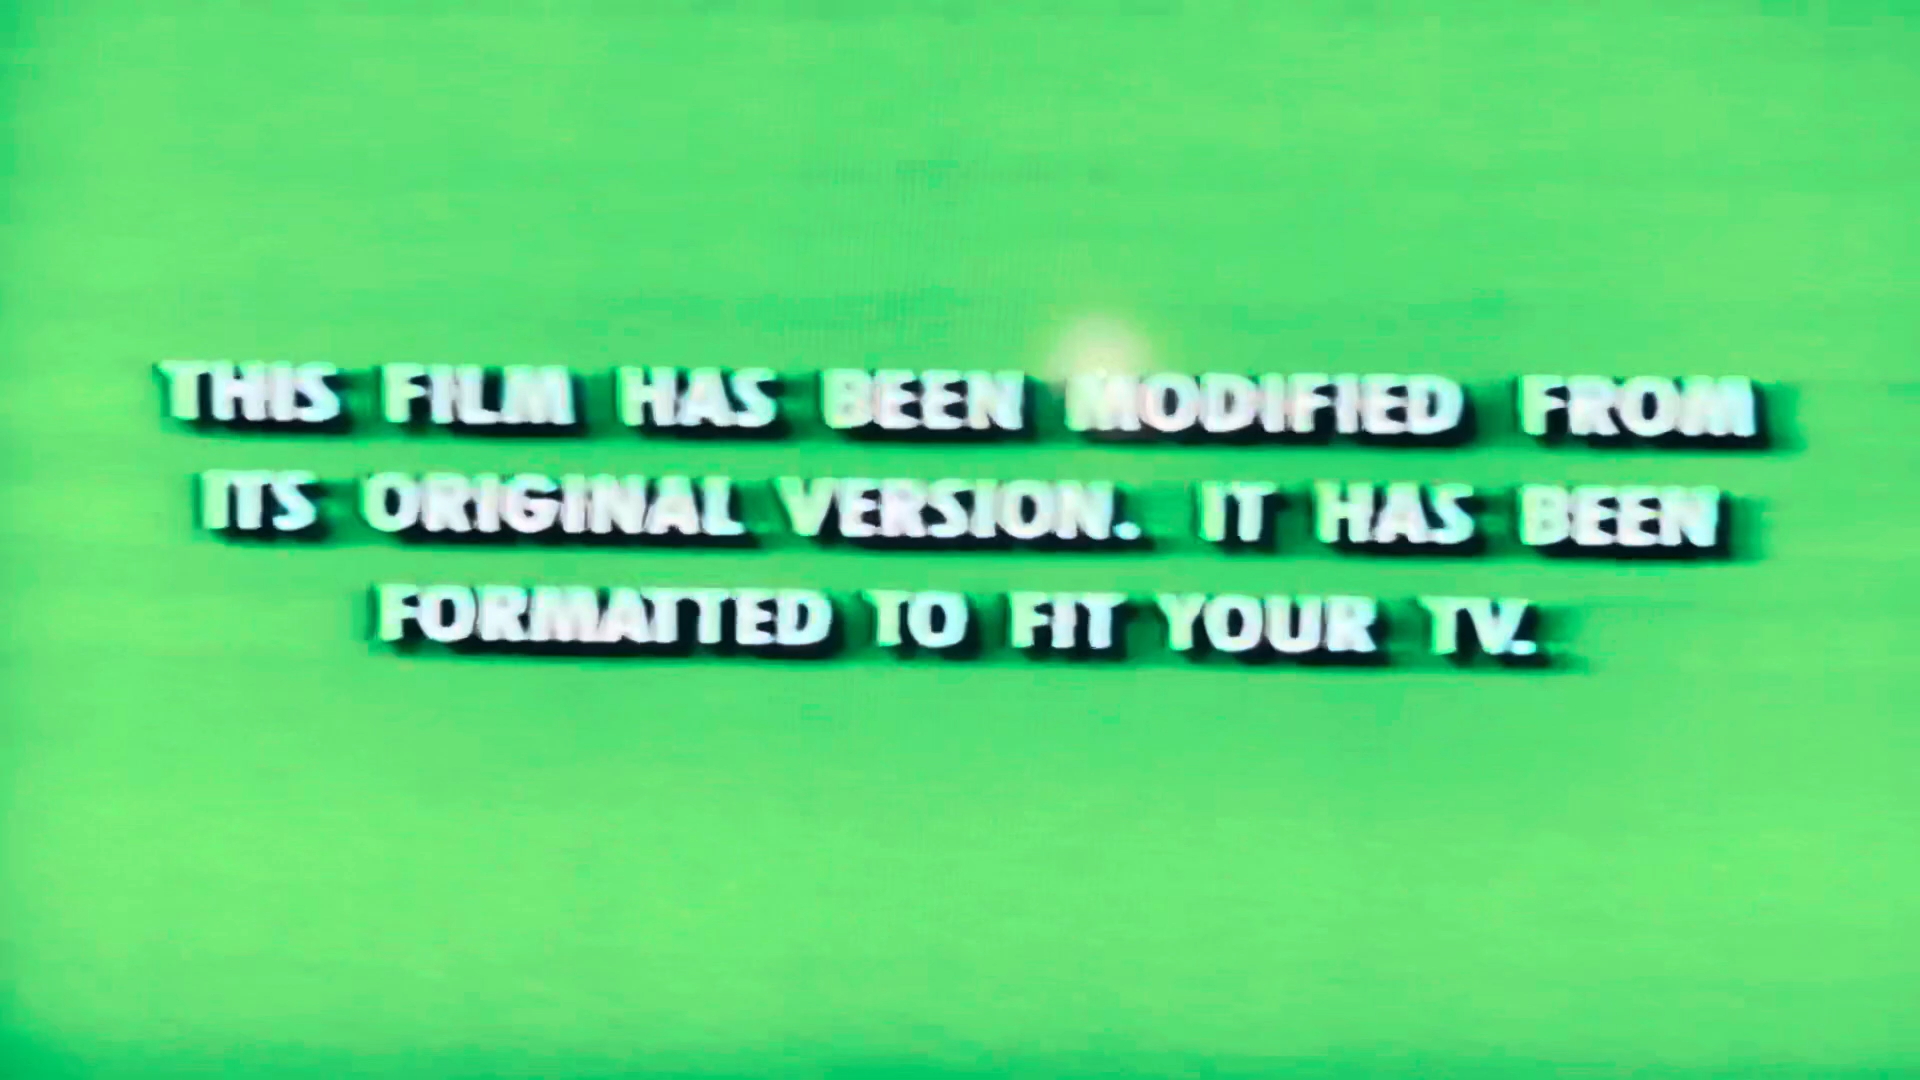 THIS FILM HAS BEEN MODIFIED FROM
ITS ORIGINAL VERSION. IT HAS BEEN
FORMATTED TO FIT YOUR TV.